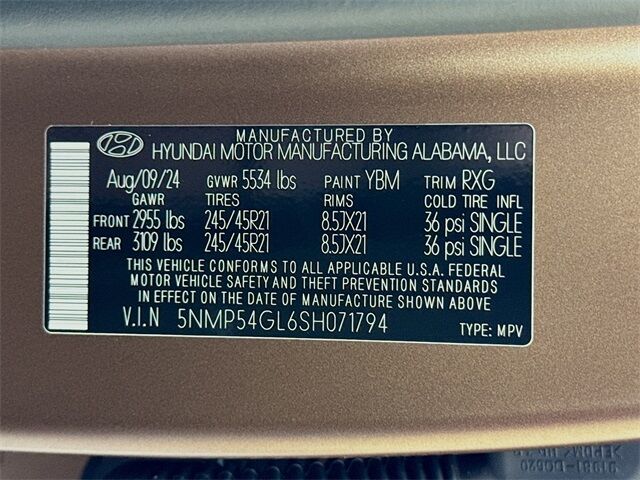 MANUFACTURED BY
HYUNDAI MOTOR MANUFACTURING ALABAMA, LLC
Aug/09/24 GVWR 5534 lbs PAINT YBM TRIM RXG
GAWR TIRES RIMS COLD TIRE INFL
FRONT 2955 lbs 245/45R21 8.5JX21 36 psi SINGLE
REAR 3109 lbs 245/45R21 8.5JX21 36 psi SINGLE
THIS VEHICLE CONFORMS TO ALL APPLICABLE U.S.A. FEDERAL
MOTOR VEHICLE SAFETY AND THEFT PREVENTION STANDARDS
IN EFFECT ON THE DATE OF MANUFACTURE SHOWN ABOVE
V.I.N 5NMP54GL6SH071794 TYPE: MPV